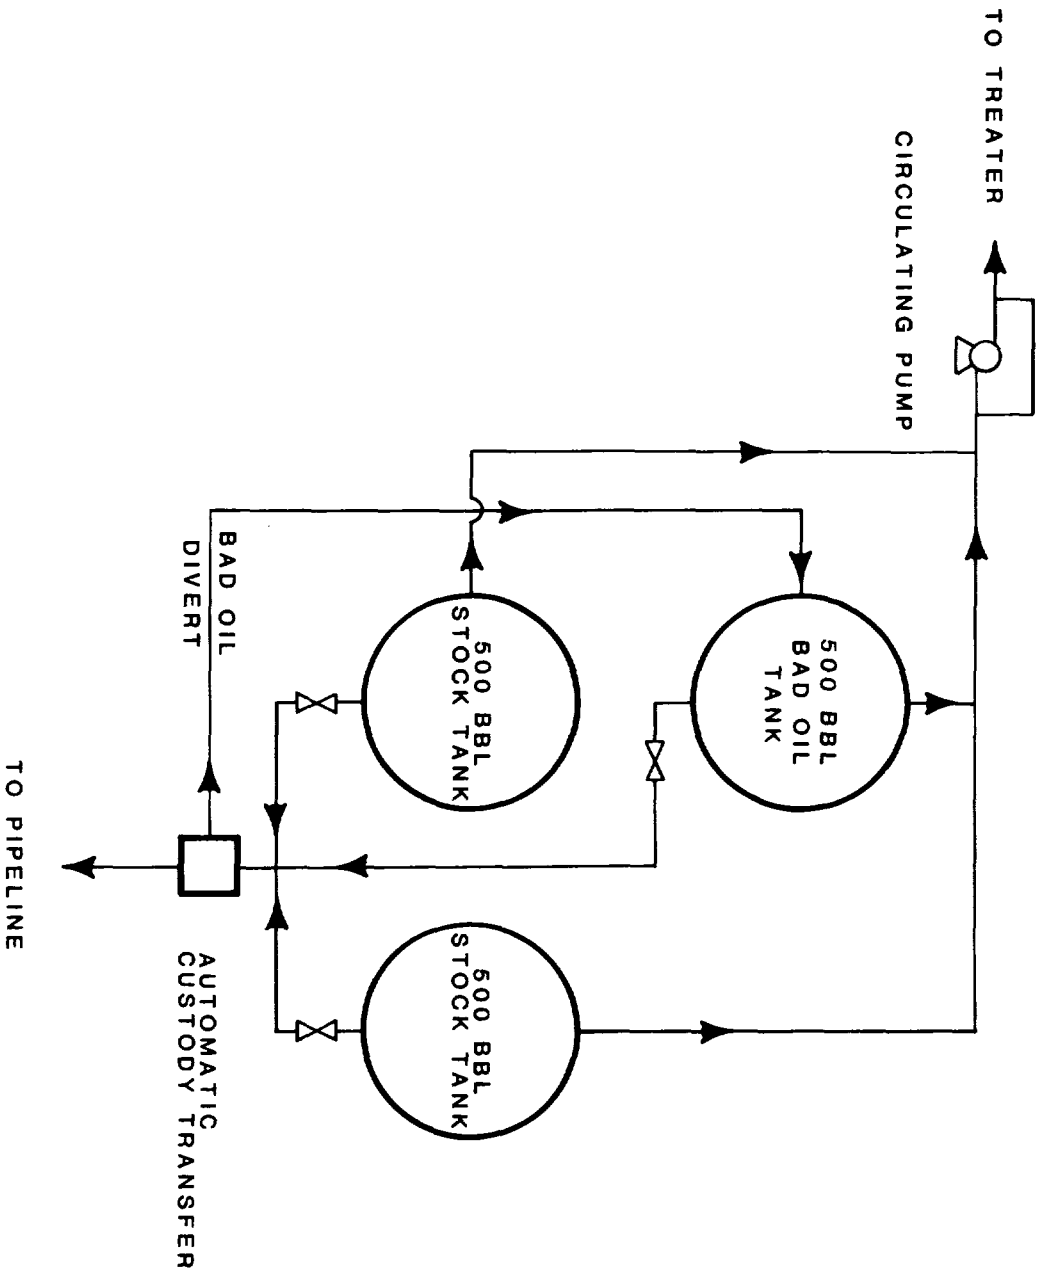 TO TREATER
CIRCULATING PUMP
500 BBL
BAD OIL
TANK
500 BBL
STOCK TANK
500 BBL
STOCK TANK
BAD OIL
DIVERT
AUTOMATIC
CUSTODY TRANSFER
TO PIPELINE